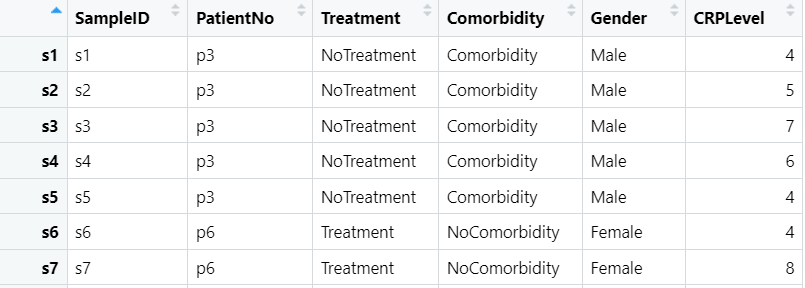 SampleID PatientNo Treatment Comorbidity Gender CRPLevel
s1 s1 p3 NoTreatment Comorbidity Male 4
s2 s2 p3 NoTreatment Comorbidity Male 5
s3 s3 p3 NoTreatment Comorbidity Male 7
s4 s4 p3 NoTreatment Comorbidity Male 6
s5 s5 p3 NoTreatment Comorbidity Male 4
s6 s6 p6 Treatment NoComorbidity Female 4
s7 s7 p6 Treatment NoComorbidity Female 8